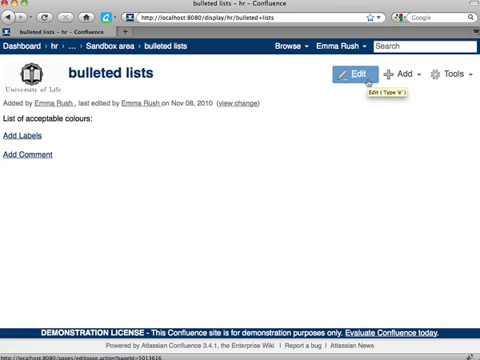 bulleted lists - hr - Confluence
http://localhost:8080/display/hr/bulleted+lists
Google
bulleted lists - hr - Confluence
Dashboard > hr > ... > Sandbox area > bulleted lists
Browse Emma Rush Search
University of Life
bulleted lists
Edit Add Tools
Edit ( Type 'e' )
Added by Emma Rush , last edited by Emma Rush on Nov 08, 2010 (view change)
List of acceptable colours:
Add Labels
Add Comment
DEMONSTRATION LICENSE - This Confluence site is for demonstration purposes only. Evaluate Confluence today.
Powered by Atlassian Confluence 3.4.1, the Enterprise Wiki | Report a bug | Atlassian News
http://localhost:8080/pages/editpage.action?pageId=5013616